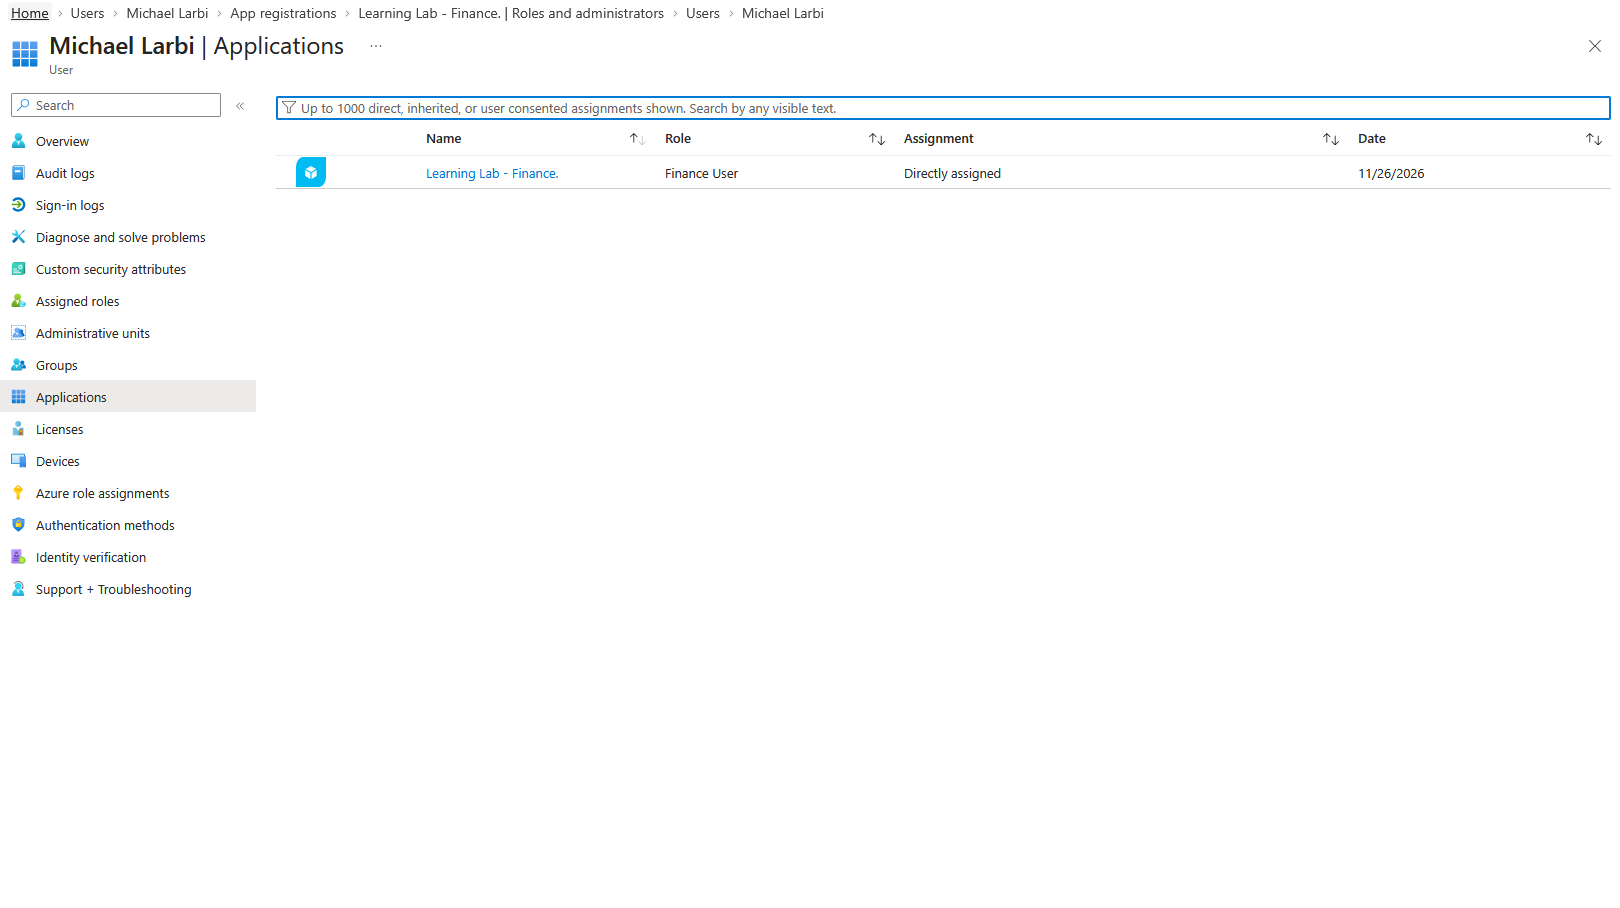 Home > Users > Michael Larbi > App registrations > Learning Lab - Finance. | Roles and administrators > Users > Michael Larbi
Michael Larbi | Applications ...
User
Search «
Up to 1000 direct, inherited, or user consented assignments shown. Search by any visible text.
Name Role Assignment Date
Learning Lab - Finance. Finance User Directly assigned 11/26/2026
Overview
Audit logs
Sign-in logs
Diagnose and solve problems
Custom security attributes
Assigned roles
Administrative units
Groups
Applications
Licenses
Devices
Azure role assignments
Authentication methods
Identity verification
Support + Troubleshooting